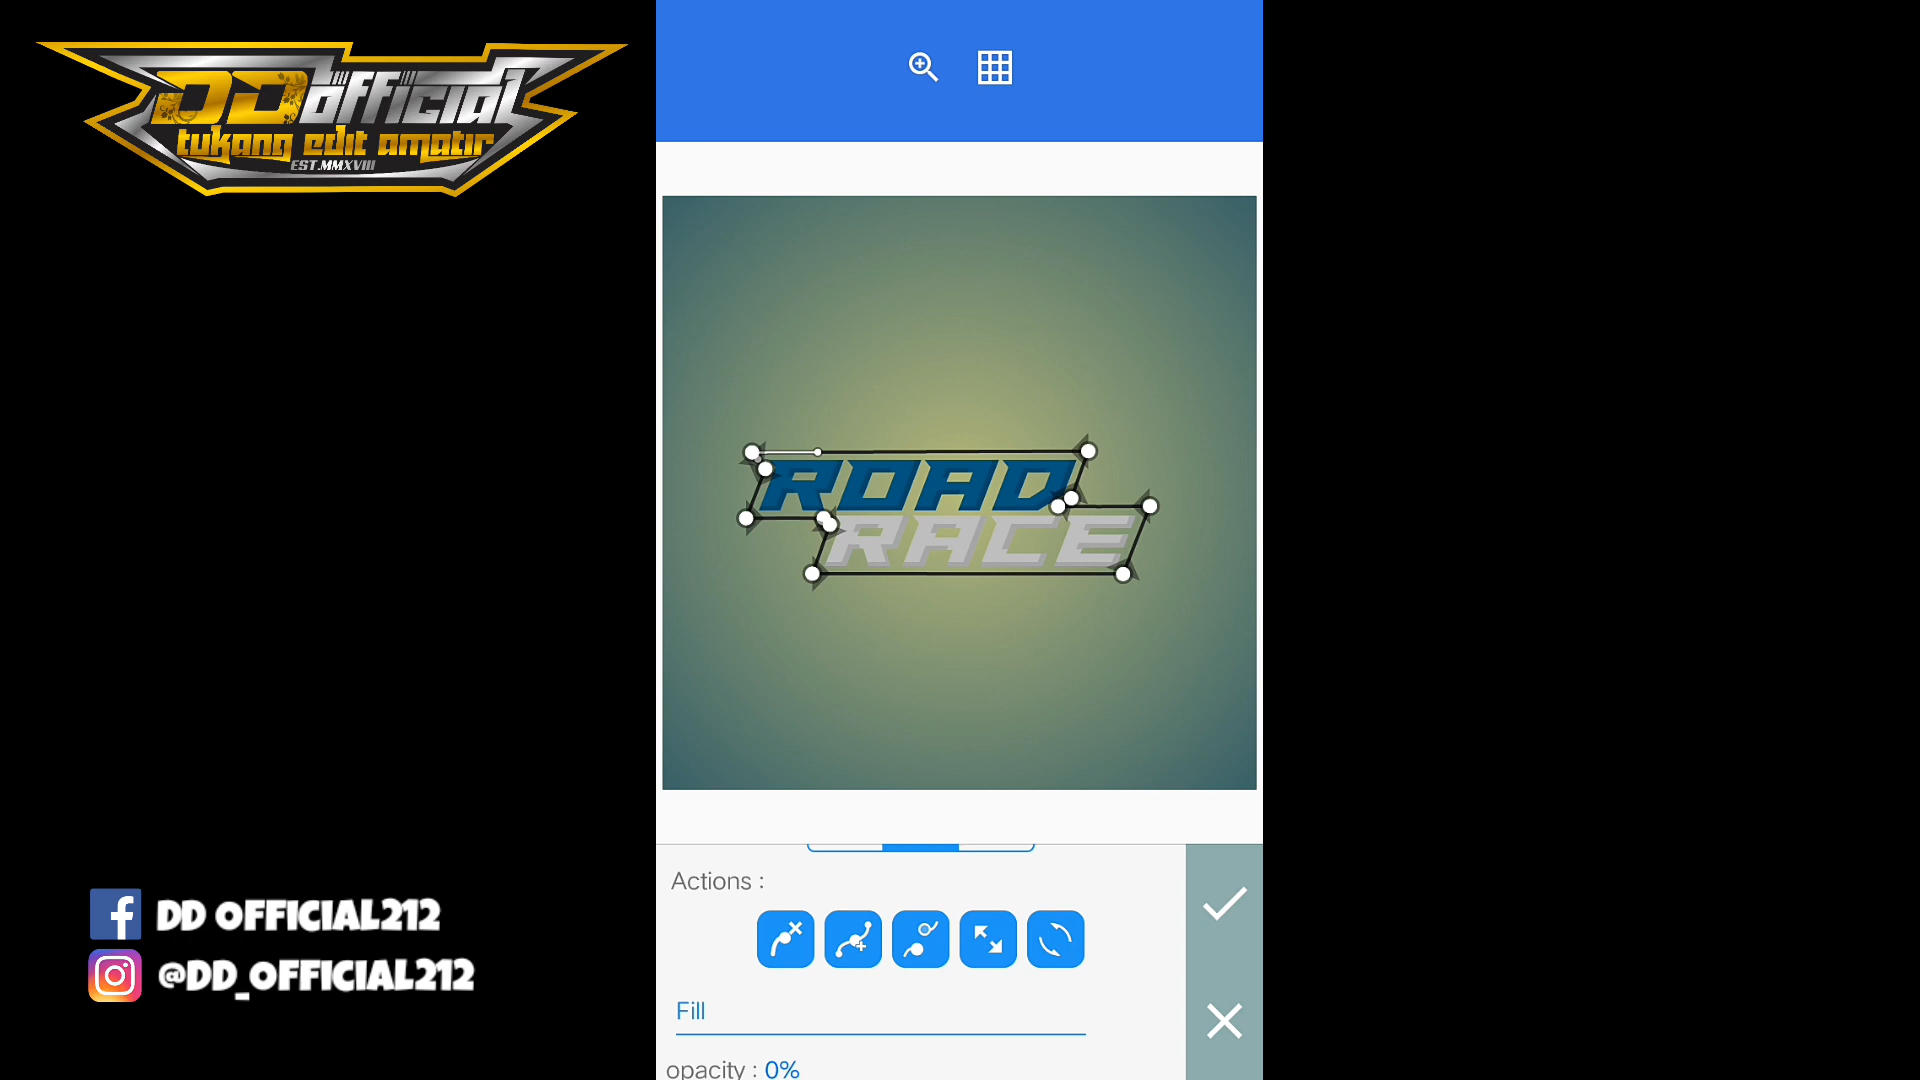 DD official
tukang edit amatir
EST.MMXVIII
ROAD
RACE
Actions :
Fill
opacity : 0%
DD OFFICIAL212
@DD_OFFICIAL212